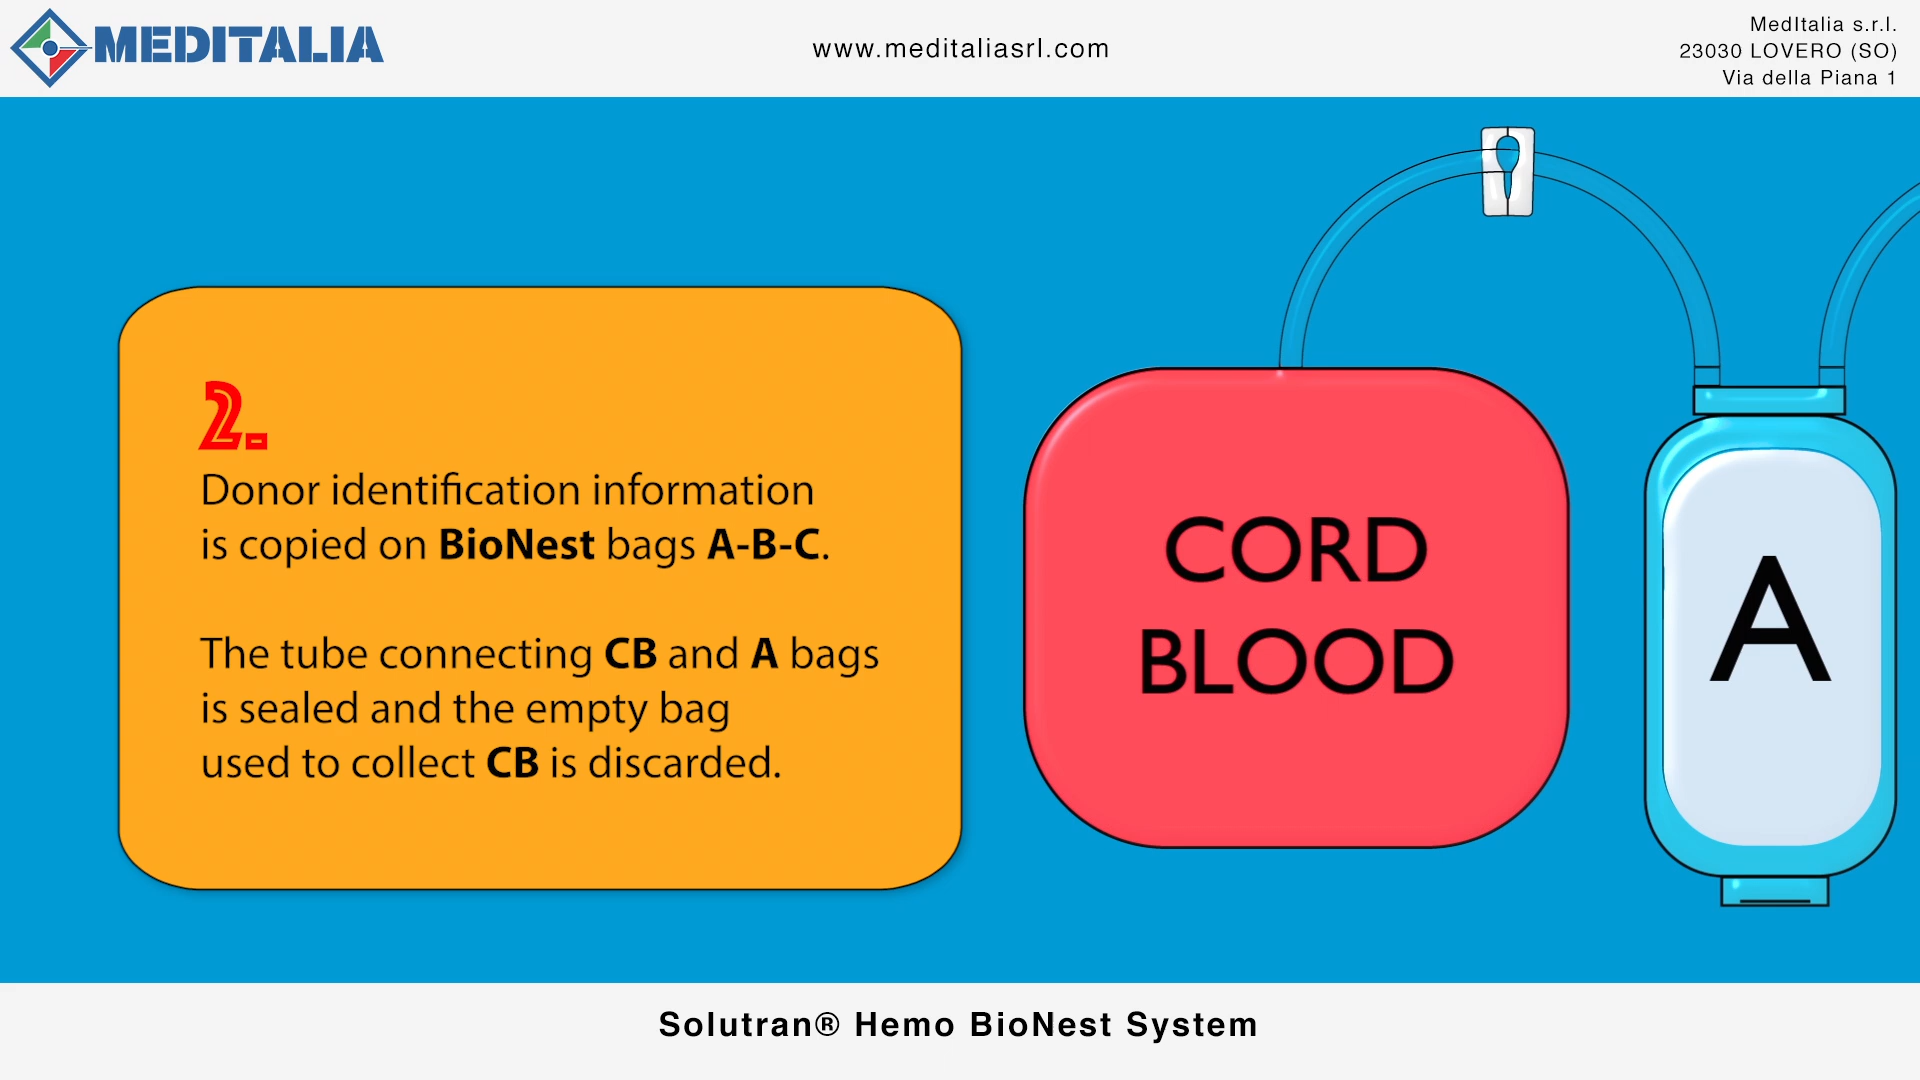 MEDITALIA
www.meditaliasrl.com
MedItalia s.r.l.
23030 LOVERO (SO)
Via della Piana 1
2.
Donor identification information
is copied on BioNest bags A-B-C.
The tube connecting CB and A bags
is sealed and the empty bag
used to collect CB is discarded.
CORD
BLOOD
A
Solutran® Hemo BioNest System